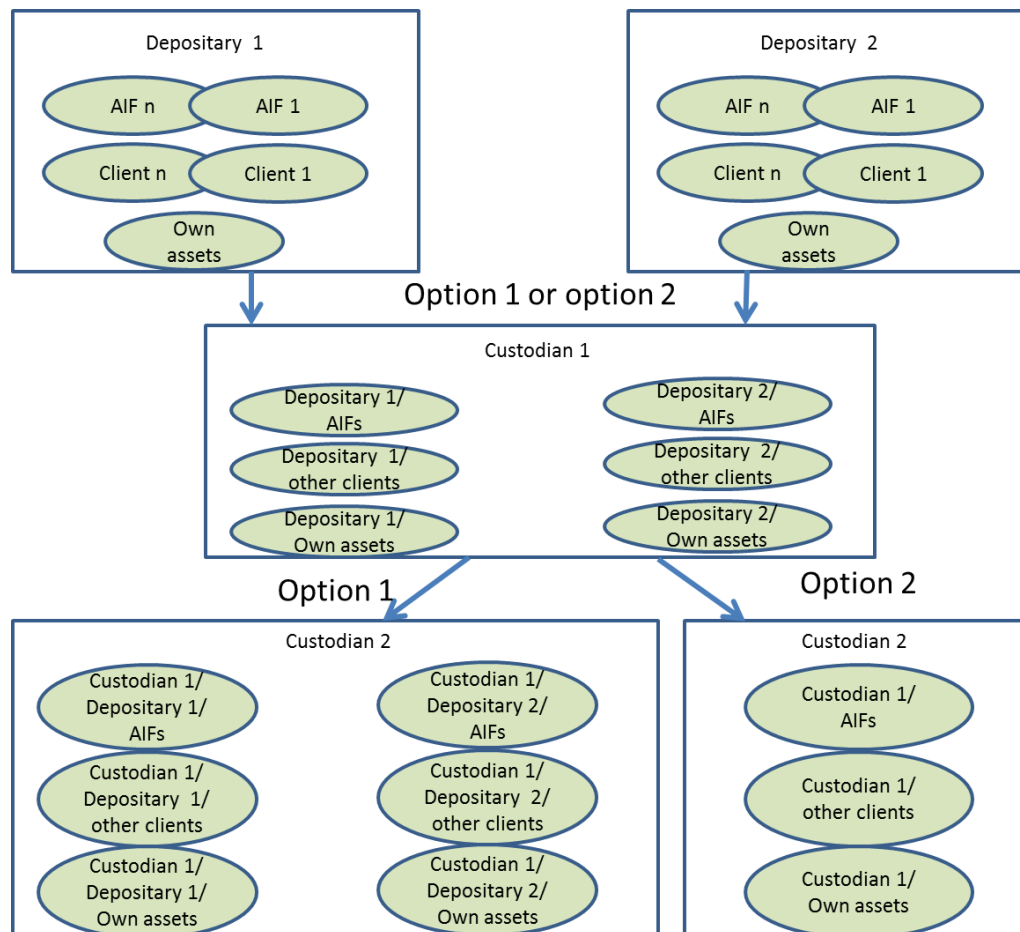 Depositary 1
AIF n
AIF 1
Client n
Client 1
Own
assets
Depositary 2
AIF n
AIF 1
Client n
Client 1
Own
assets
Option 1 or option 2
Custodian 1
Depositary 1/
AIFs
Depositary 1/
other clients
Depositary 1/
Own assets
Depositary 2/
AIFs
Depositary 2/
other clients
Depositary 2/
Own assets
Option 1
Option 2
Custodian 2
Custodian 1/
Depositary 1/
AIFs
Custodian 1/
Depositary 1/
other clients
Custodian 1/
Depositary 1/
Own assets
Custodian 1/
Depositary 2/
AIFs
Custodian 1/
Depositary 2/
other clients
Custodian 1/
Depositary 2/
Own assets
Custodian 2
Custodian 1/
AIFs
Custodian 1/
other clients
Custodian 1/
Own assets